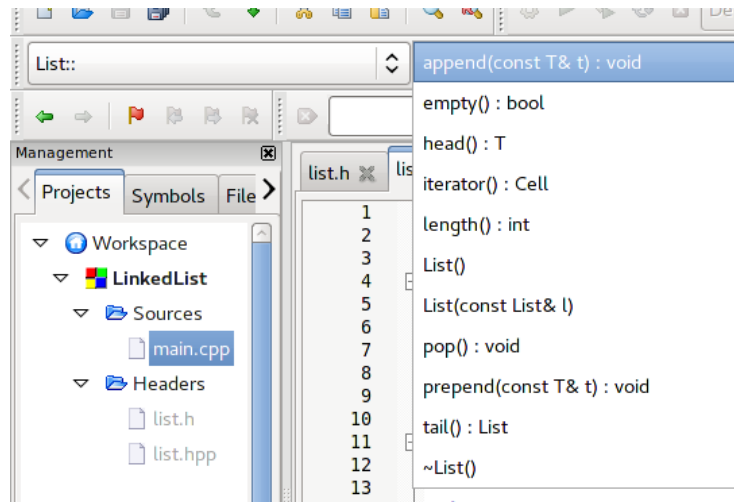 De
List::
append(const T& t) : void
empty() : bool
head() : T
iterator() : Cell
length() : int
List()
List(const List& l)
pop() : void
prepend(const T& t) : void
tail() : List
~List()
Management
Projects
Symbols
File
Workspace
LinkedList
Sources
main.cpp
Headers
list.h
list.hpp
list.h
lis
1
2
3
4
5
6
7
8
9
10
11
12
13